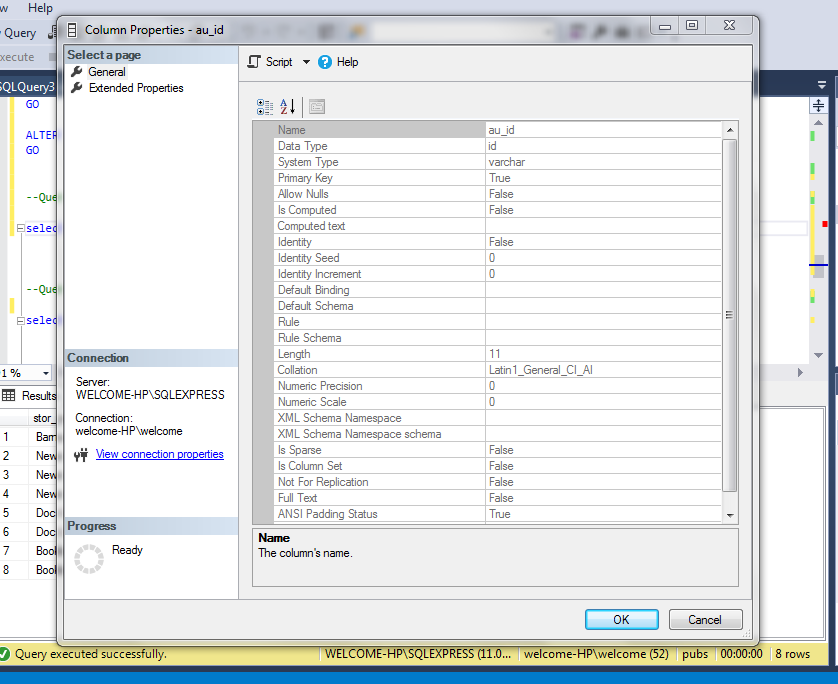 w Help
Query
Execute
SQLQuery3
GO
ALTER
GO
--Que
selec
--Que
selec
1 %
Results
stor_
1 Bar
2 New
3 New
4 New
5 Doc
6 Doc
7 Boo
8 Boo
Column Properties - au_id
Select a page
General
Extended Properties
Script Help
Name au_id
Data Type id
System Type varchar
Primary Key True
Allow Nulls False
Is Computed False
Computed text
Identity False
Identity Seed 0
Identity Increment 0
Default Binding
Default Schema
Rule
Rule Schema
Length 11
Collation Latin1_General_CI_AI
Numeric Precision 0
Numeric Scale 0
XML Schema Namespace
XML Schema Namespace schema
Is Sparse False
Is Column Set False
Not For Replication False
Full Text False
ANSI Padding Status True
Connection
Server:
WELCOME-HP\SQLEXPRESS
Connection:
welcome-HP\welcome
View connection properties
Progress
Ready
Name
The column's name.
OK Cancel
Query executed successfully. WELCOME-HP\SQLEXPRESS (11.0... welcome-HP\welcome (52) pubs 00:00:00 8 rows